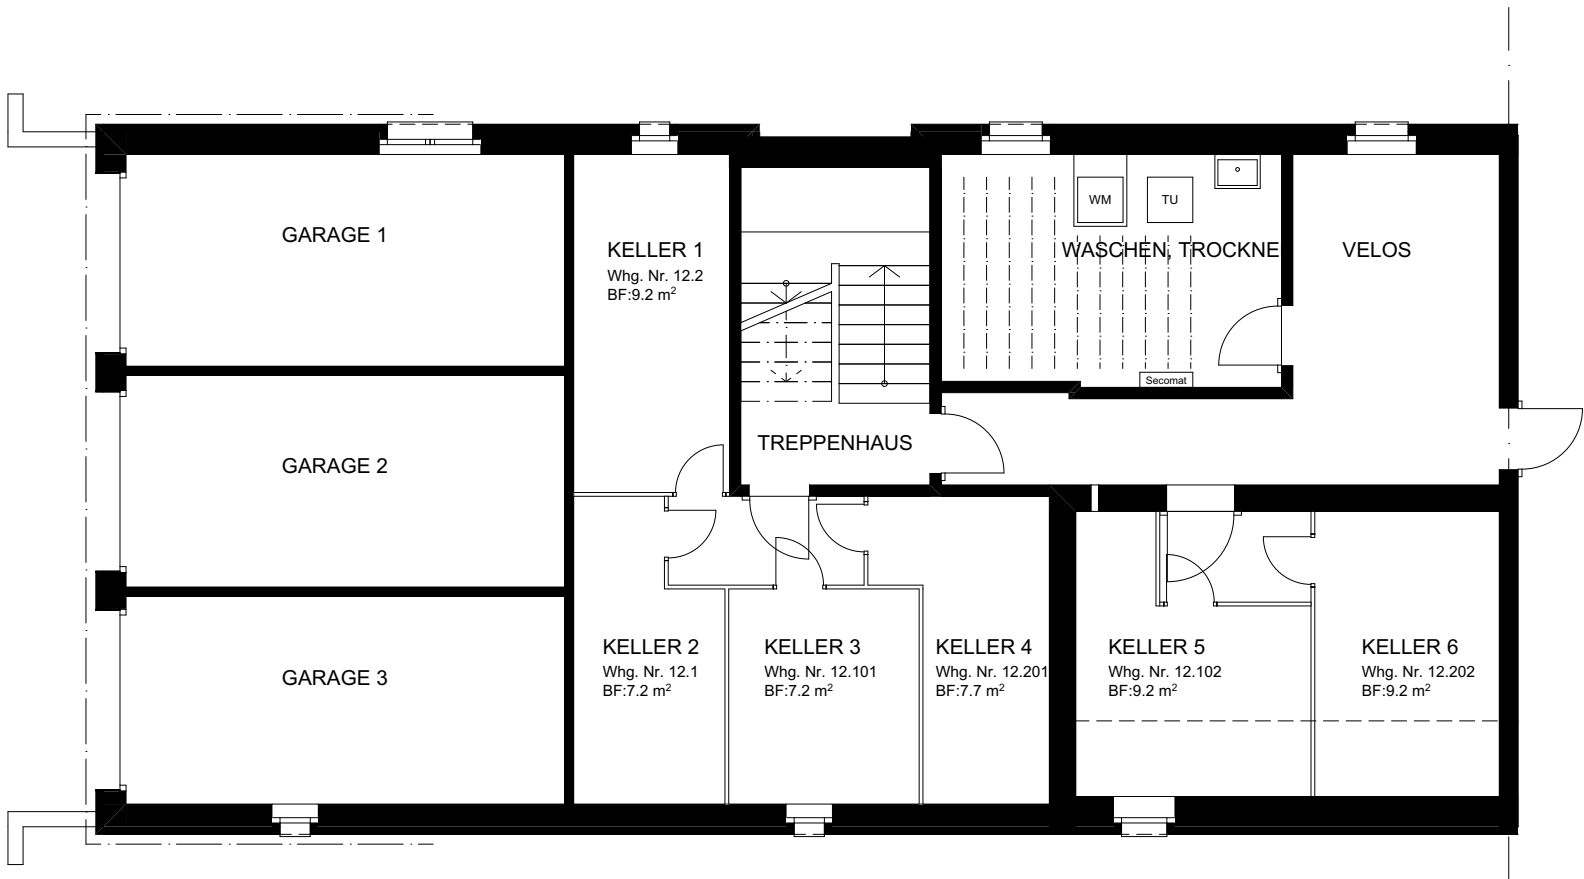 WM
TU
GARAGE 1
KELLER 1
Whg. Nr. 12.2
BF:9.2 m²
WASCHEN, TROCKNE
VELOS
Secomat
TREPPENHAUS
GARAGE 2
KELLER 2
Whg. Nr. 12.1
BF:7.2 m²
KELLER 3
Whg. Nr. 12.101
BF:7.2 m²
KELLER 4
Whg. Nr. 12.201
BF:7.7 m²
KELLER 5
Whg. Nr. 12.102
BF:9.2 m²
KELLER 6
Whg. Nr. 12.202
BF:9.2 m²
GARAGE 3